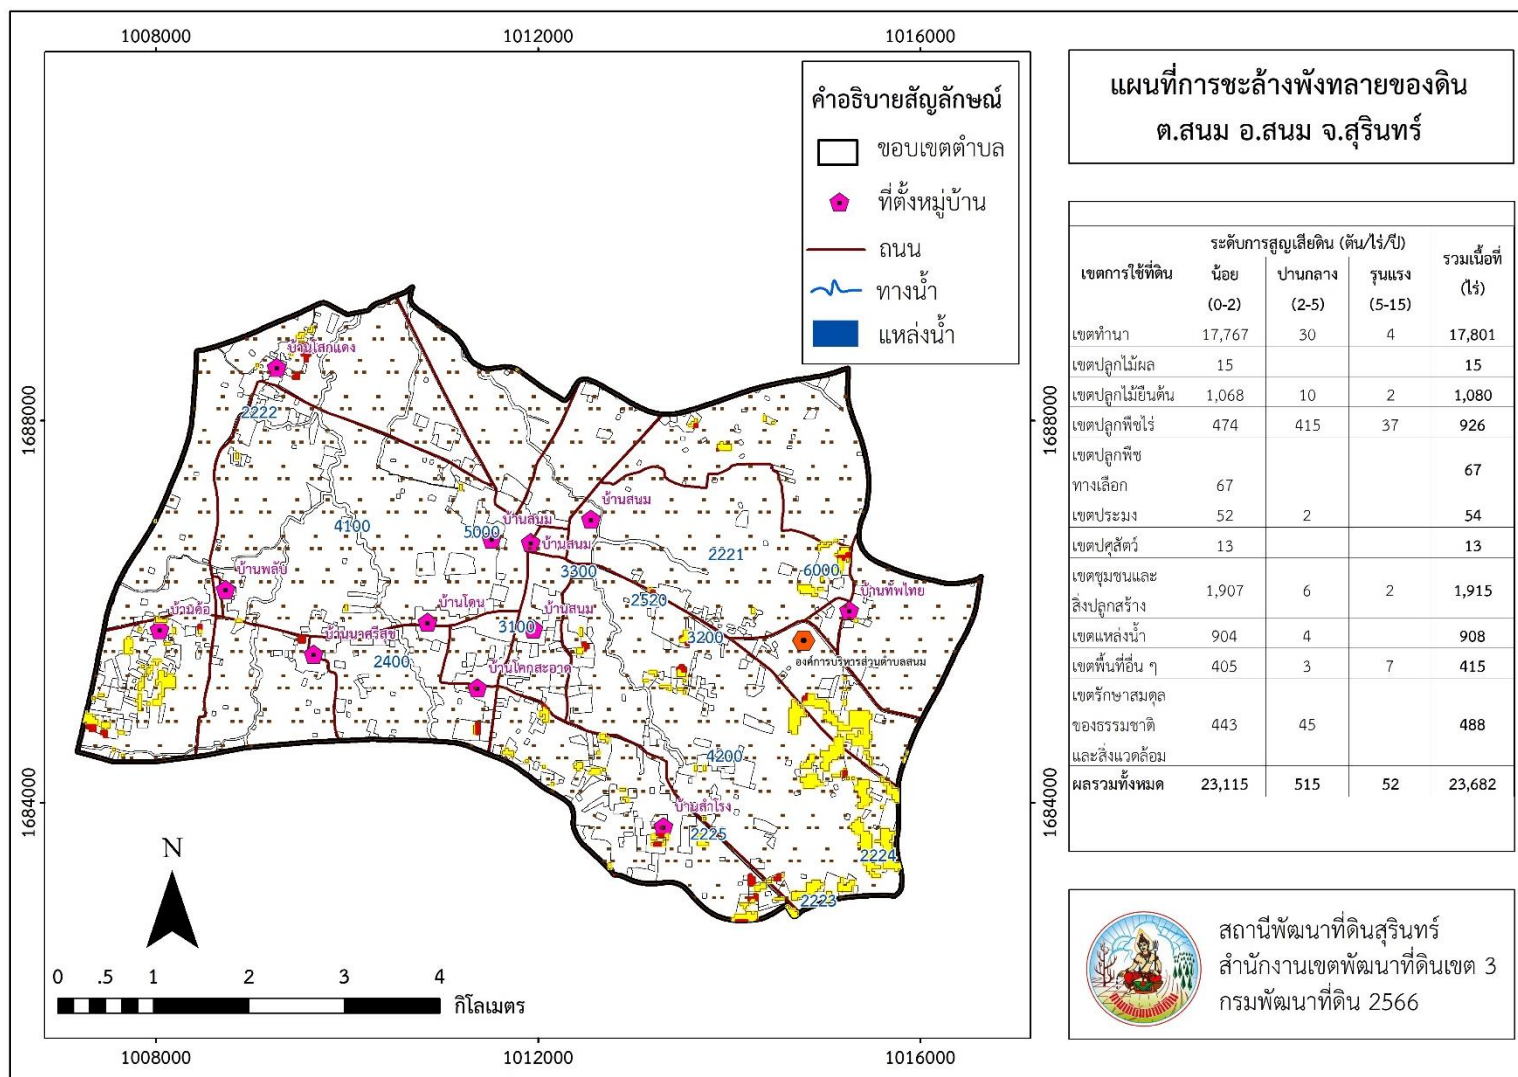 1008000 1012000 1016000
คำอธิบายสัญลักษณ์
ขอบเขตตำบล
ที่ตั้งหมู่บ้าน
ถนน
ทางน้ำ
แหล่งน้ำ
แผนที่การชะล้างพังทลายของดิน
ต.สนม อ.สนม จ.สุรินทร์
ระดับการสูญเสียดิน (ตัน/ไร่/ปี)
เขตการใช้ที่ดิน น้อย ปานกลาง รุนแรง รวมเนื้อที่
(0-2) (2-5) (5-15) (ไร่)
เขตทำนา 17,767 30 4 17,801
เขตปลูกไม้ผล 15 15
เขตปลูกไม้ยืนต้น 1,068 10 2 1,080
เขตปลูกพืชไร่ 474 415 37 926
เขตปลูกพืช
ทางเลือก 67 67
เขตประมง 52 2 54
เขตปศุสัตว์ 13 13
เขตชุมชนและ
สิ่งปลูกสร้าง 1,907 6 2 1,915
เขตแหล่งน้ำ 904 4 908
เขตพื้นที่อื่น ๆ 405 3 7 415
เขตรักษาสมดุล
ของธรรมชาติ 443 45 488
และสิ่งแวดล้อม
ผลรวมทั้งหมด 23,115 515 52 23,682
1688000
1688000
บ้านโสกแดง
2222
4100
5000
บ้านสนม
บ้านสนม
บ้านสนม
3300
2221
6000
บ้านทัพไทย
บ้านพลับ
บ้านค้อ
บ้านนาศรีสุข
2400
บ้านโดน
3100
บ้านสนม
บ้านโคกสะอาด
2520
3200
องค์การบริหารส่วนตำบลสนม
4200
บ้านสำโรง
2225
2224
2223
1684000
1684000
N
0 .5 1 2 3 4
กิโลเมตร
1008000 1012000 1016000
สถานีพัฒนาที่ดินสุรินทร์
สำนักงานเขตพัฒนาที่ดินเขต 3
กรมพัฒนาที่ดิน 2566